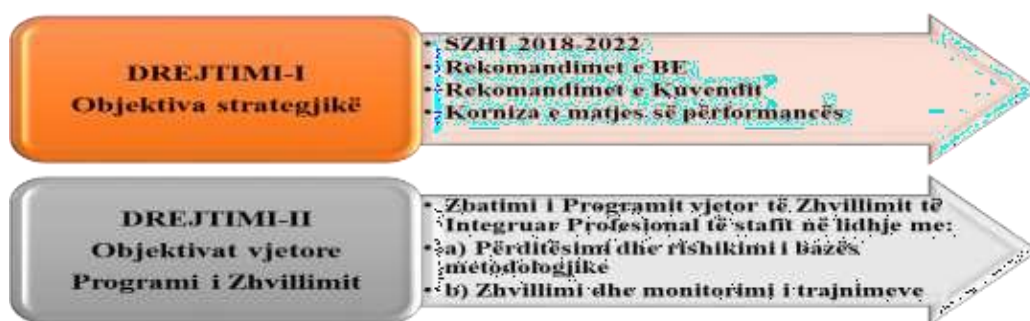 DREJTIMI-I
Objektiva strategjikë
• SZHI 2018-2022
• Rekomandimet e BE
• Rekomandimet e Kuvendit
• Korniza e matjes së përformancës
DREJTIMI-II
Objektivat vjetore
Programi i Zhvillimit
• Zbatimi i Programit vjetor të Zhvillimit të
Integruar Profesional të stafit në lidhje me:
• a) Përditësimi dhe rishikimi i bazës
metodologjike
• b) Zhvillimi dhe monitorimi i trajnimeve